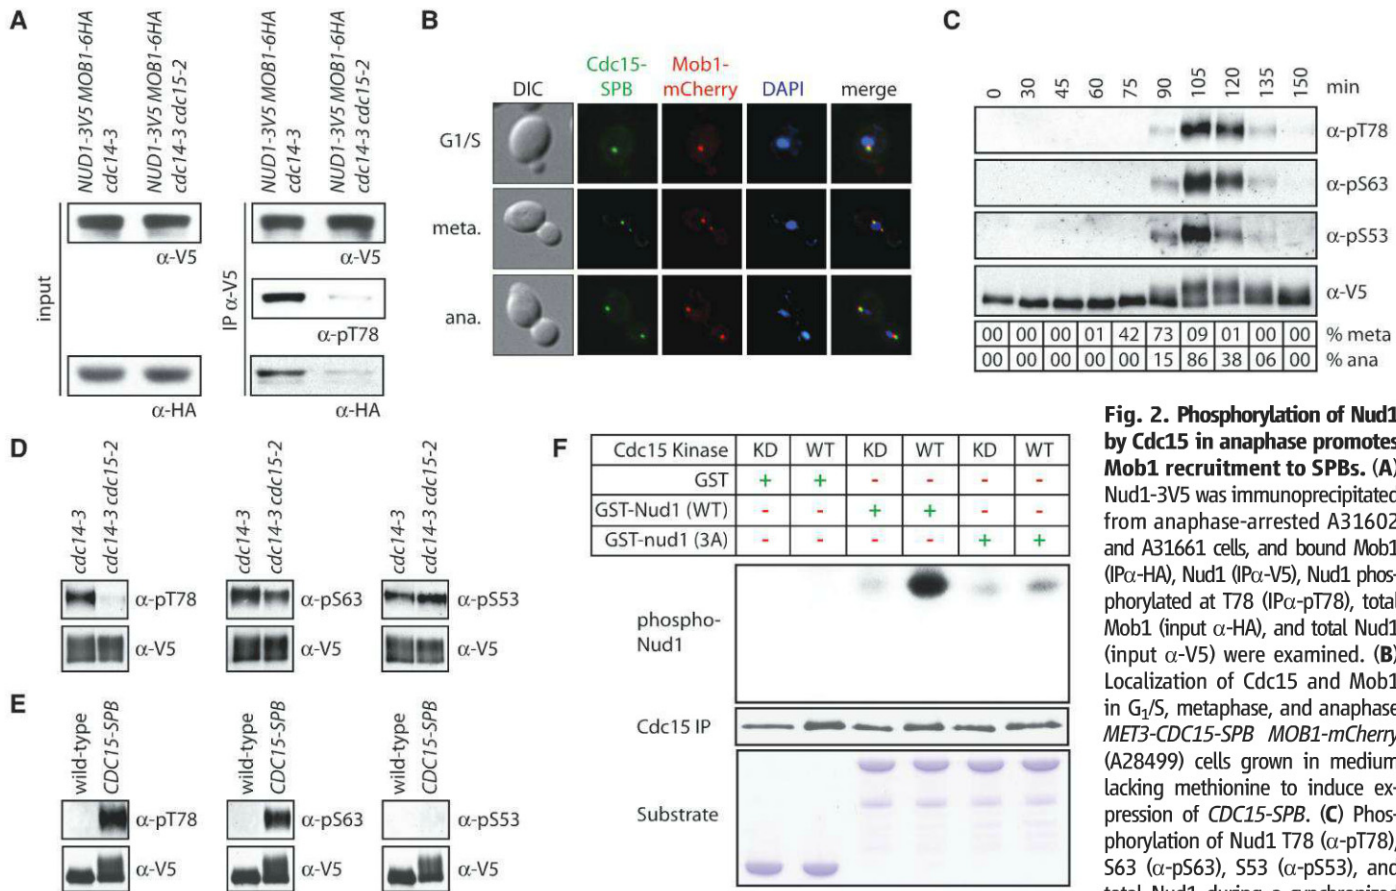 A
NUD1-3V5 MOB1-6HA
cdc14-3
NUD1-3V5 MOB1-6HA
cdc14-3 cdc15-2
NUD1-3V5 MOB1-6HA
cdc14-3
NUD1-3V5 MOB1-6HA
cdc14-3 cdc15-2
input
α-V5
α-HA
IP α-V5
α-V5
α-pT78
α-HA
B
DIC
Cdc15-
SPB
Mob1-
mCherry
DAPI
merge
G1/S
meta.
ana.
C
0 30 45 60 75 90 105 120 135 150 min
α-pT78
α-pS63
α-pS53
α-V5
00 00 00 01 42 73 09 01 00 00 % meta
00 00 00 00 00 15 86 38 06 00 % ana
D
cdc14-3
cdc14-3 cdc15-2
cdc14-3
cdc14-3 cdc15-2
cdc14-3
cdc14-3 cdc15-2
α-pT78 α-pS63 α-pS53
α-V5 α-V5 α-V5
E
wild-type
CDC15-SPB
wild-type
CDC15-SPB
wild-type
CDC15-SPB
α-pT78 α-pS63 α-pS53
α-V5 α-V5 α-V5
F
Cdc15 Kinase KD WT KD WT KD WT
GST + + - - - -
GST-Nud1 (WT) - - + + - -
GST-nud1 (3A) - - - - + +
phospho-
Nud1
Cdc15 IP
Substrate
Fig. 2. Phosphorylation of Nud1
by Cdc15 in anaphase promotes
Mob1 recruitment to SPBs. (A)
Nud1-3V5 was immunoprecipitated
from anaphase-arrested A31602
and A31661 cells, and bound Mob1
(IPα-HA), Nud1 (IPα-V5), Nud1 phos-
phorylated at T78 (IPα-pT78), total
Mob1 (input α-HA), and total Nud1
(input α-V5) were examined. (B)
Localization of Cdc15 and Mob1
in G₁/S, metaphase, and anaphase
MET3-CDC15-SPB MOB1-mCherry
(A28499) cells grown in medium
lacking methionine to induce ex-
pression of CDC15-SPB. (C) Phos-
phorylation of Nud1 T78 (α-pT78),
S63 (α-pS63), S53 (α-pS53), and
total Nud1 during a synchronized